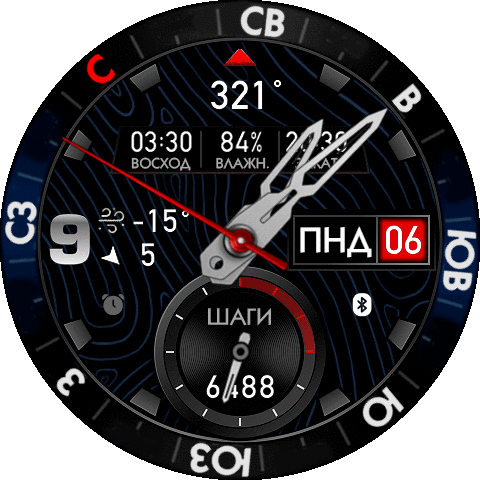 СВ
С
В
321°
03:30 84%
ВОСХОД ВЛАЖН.
СЗ
9
-15°
5
ПНД 06
ЮВ
ШАГИ
6488
З
Ю
ЮЗ